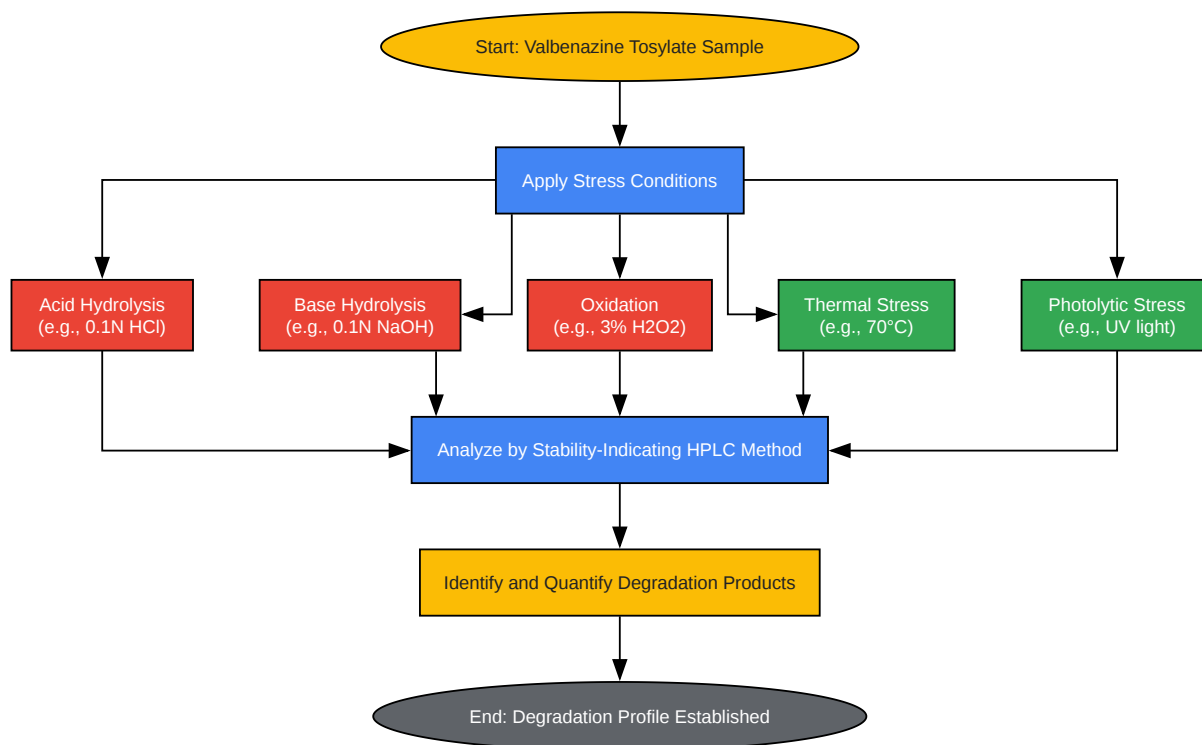 Start: Valbenazine Tosylate Sample
Apply Stress Conditions
Acid Hydrolysis
(e.g., 0.1N HCl)
Base Hydrolysis
(e.g., 0.1N NaOH)
Oxidation
(e.g., 3% H2O2)
Thermal Stress
(e.g., 70°C)
Photolytic Stress
(e.g., UV light)
Analyze by Stability-Indicating HPLC Method
Identify and Quantify Degradation Products
End: Degradation Profile Established